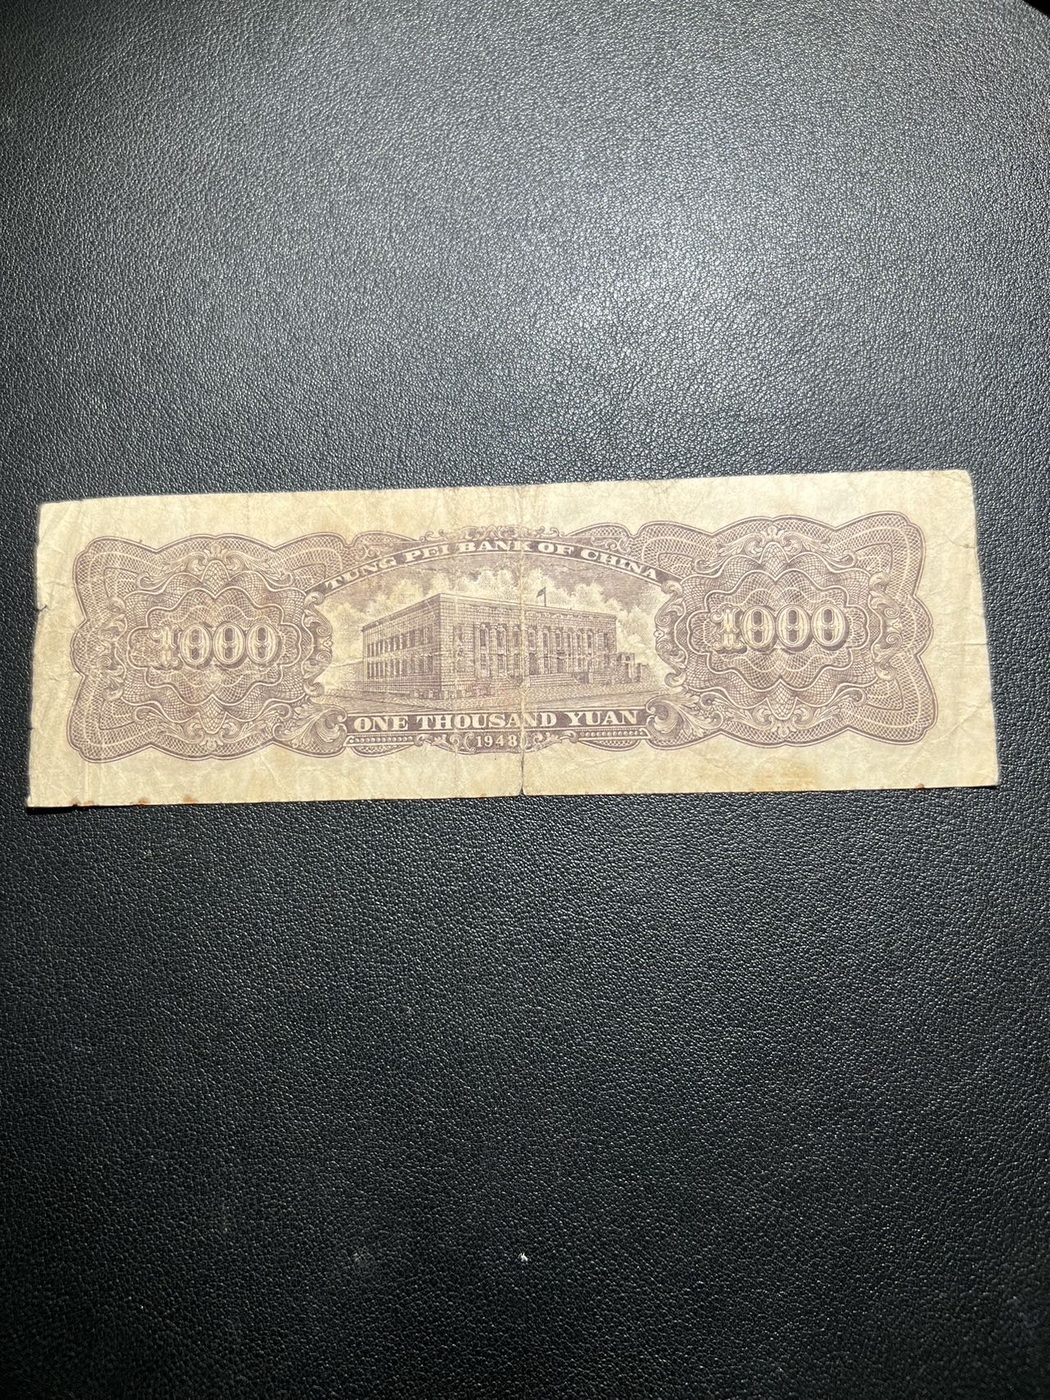 TUNG PEI BANK OF CHINA
1000
1000
ONE THOUSAND YUAN
1948